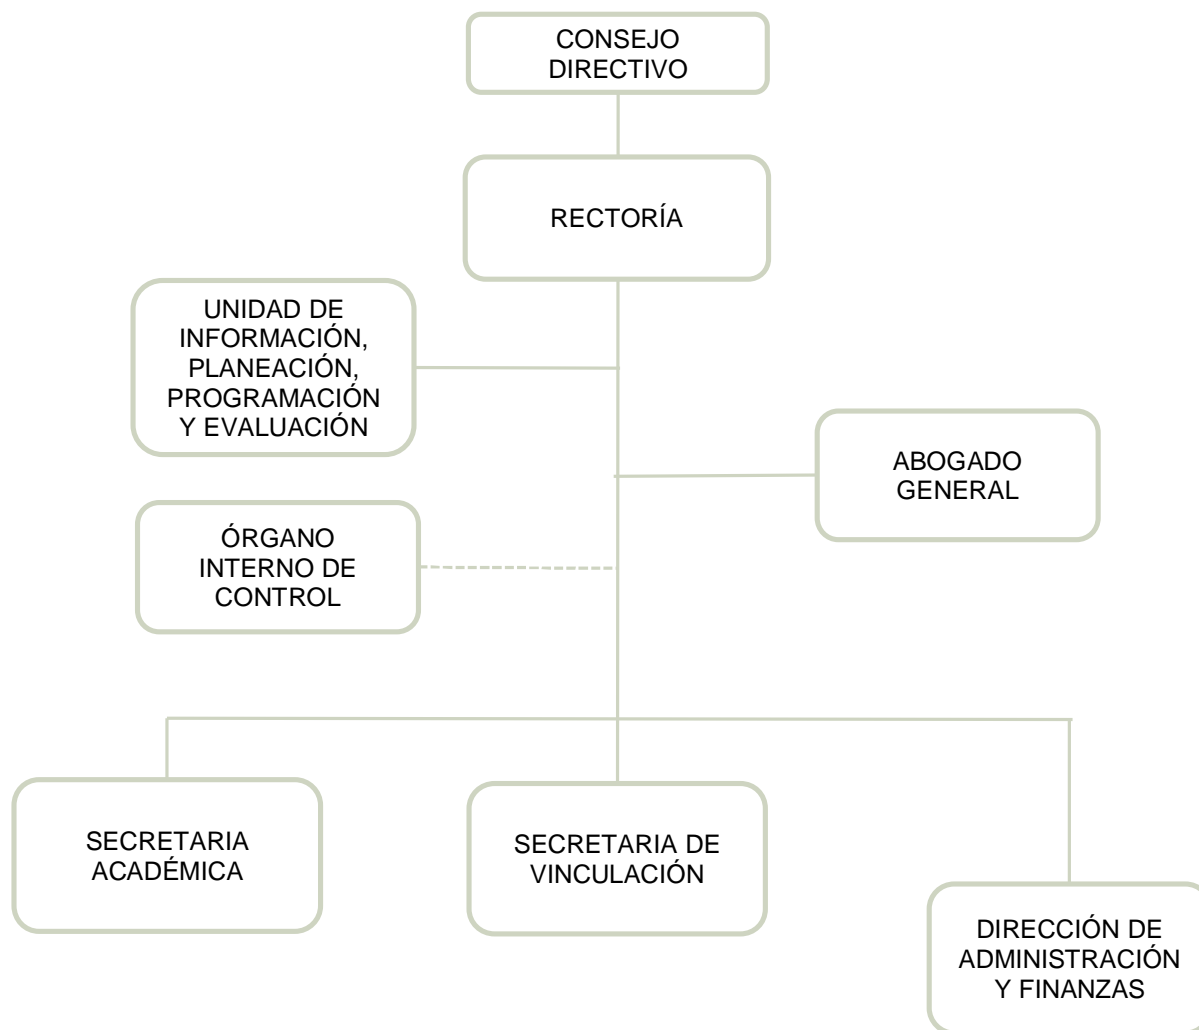 CONSEJO
DIRECTIVO
RECTORÍA
UNIDAD DE
INFORMACIÓN,
PLANEACIÓN,
PROGRAMACIÓN
Y EVALUACIÓN
ABOGADO
GENERAL
ÓRGANO
INTERNO DE
CONTROL
SECRETARIA
ACADÉMICA
SECRETARIA DE
VINCULACIÓN
DIRECCIÓN DE
ADMINISTRACIÓN
Y FINANZAS